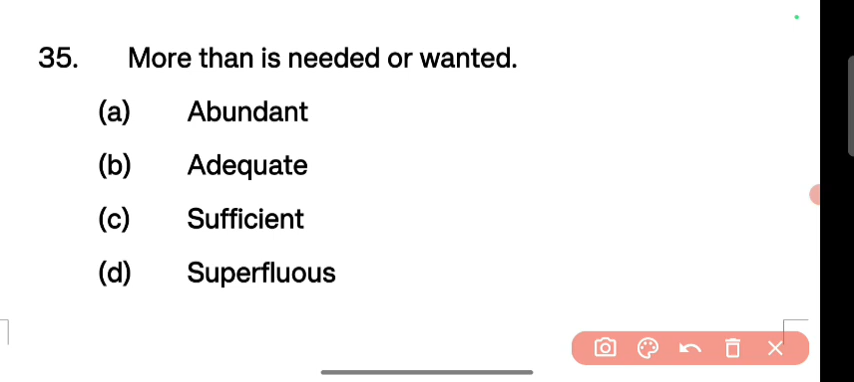 35. More than is needed or wanted.
(a) Abundant
(b) Adequate
(c) Sufficient
(d) Superfluous